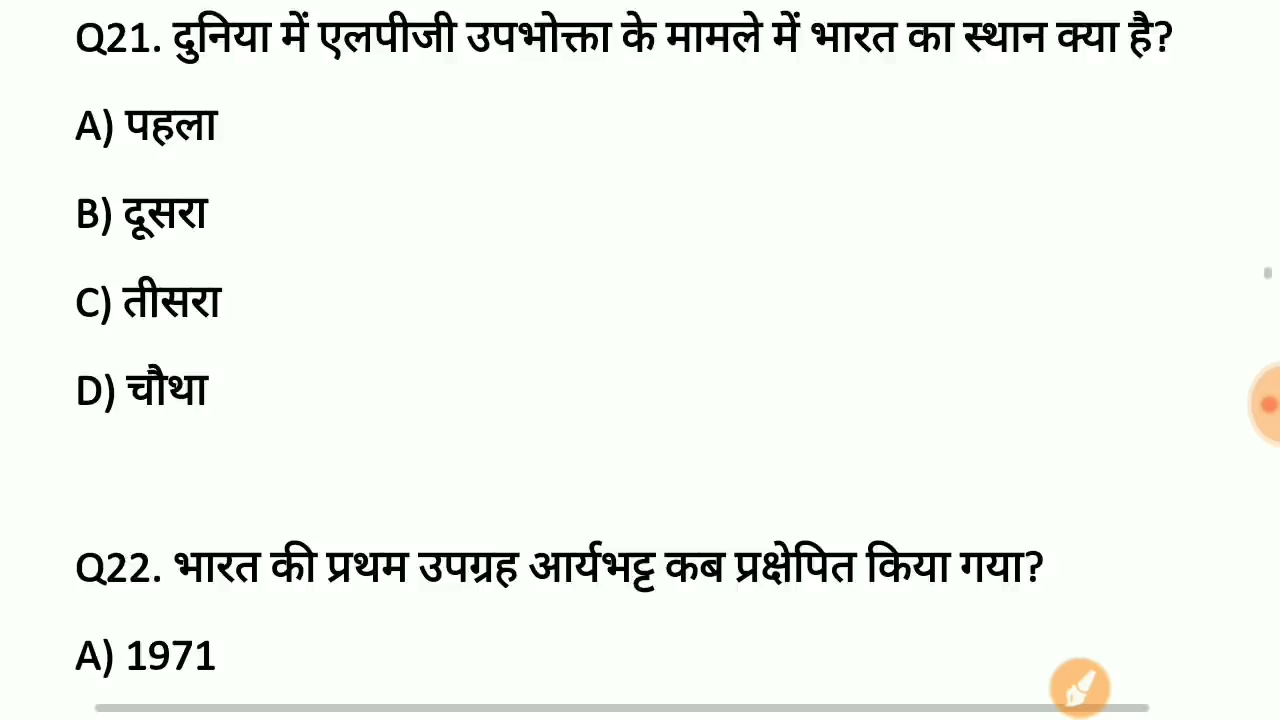 Q21. दुनिया में एलपीजी उपभोक्ता के मामले में भारत का स्थान क्या है?
A) पहला
B) दूसरा
C) तीसरा
D) चौथा
Q22. भारत की प्रथम उपग्रह आर्यभट्ट कब प्रक्षेपित किया गया?
A) 1971